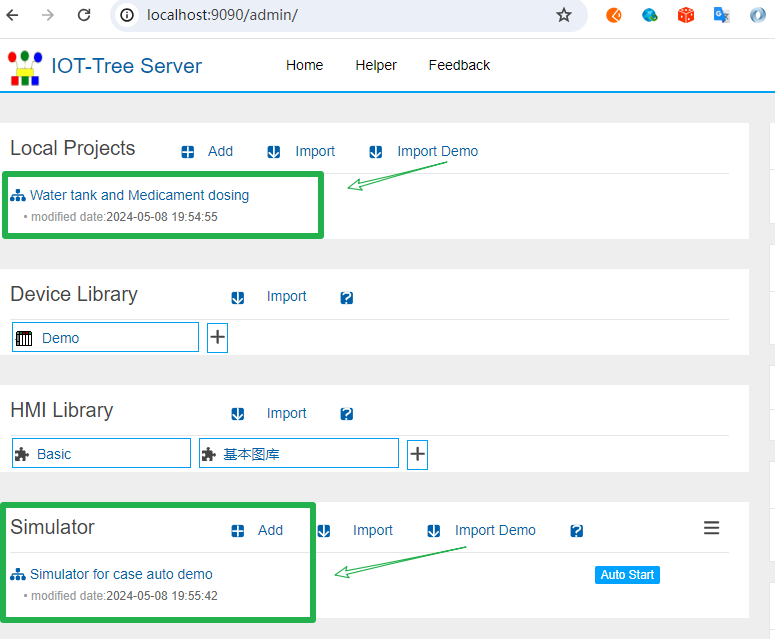 localhost:9090/admin/
IOT-Tree Server Home Helper Feedback
Local Projects Add Import Import Demo
Water tank and Medicament dosing
• modified date:2024-05-08 19:54:55
Device Library Import ?
Demo +
HMI Library Import ?
Basic 基本图库 +
Simulator Add Import Import Demo ?
Simulator for case auto demo Auto Start
• modified date:2024-05-08 19:55:42